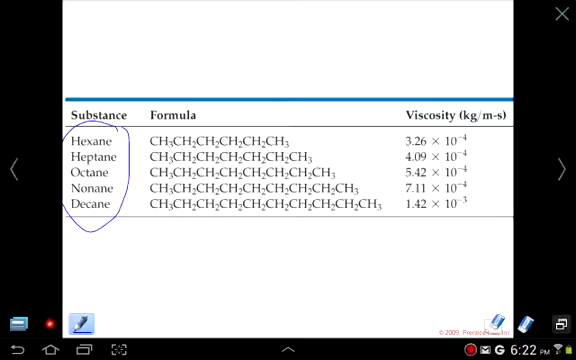 Substance Formula Viscosity (kg/m-s)
Hexane CH₃CH₂CH₂CH₂CH₂CH₃ 3.26 × 10⁻⁴
Heptane CH₃CH₂CH₂CH₂CH₂CH₂CH₃ 4.09 × 10⁻⁴
Octane CH₃CH₂CH₂CH₂CH₂CH₂CH₂CH₃ 5.42 × 10⁻⁴
Nonane CH₃CH₂CH₂CH₂CH₂CH₂CH₂CH₂CH₃ 7.11 × 10⁻⁴
Decane CH₃CH₂CH₂CH₂CH₂CH₂CH₂CH₂CH₂CH₃ 1.42 × 10⁻³
© 2009,
6:22 PM